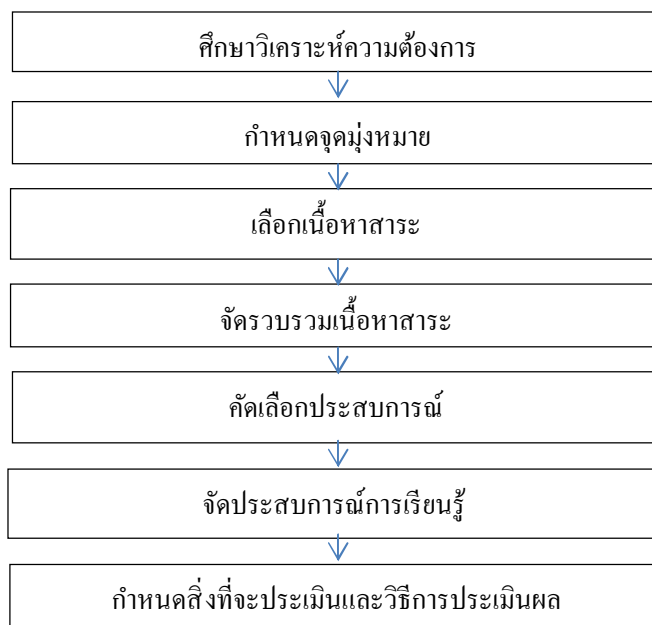 ศึกษาวิเคราะห์ความต้องการ
กำหนดจุดมุ่งหมาย
เลือกเนื้อหาสาระ
จัดรวบรวมเนื้อหาสาระ
คัดเลือกประสบการณ์
จัดประสบการณ์การเรียนรู้
กำหนดสิ่งที่จะประเมินและวิธีการประเมินผล